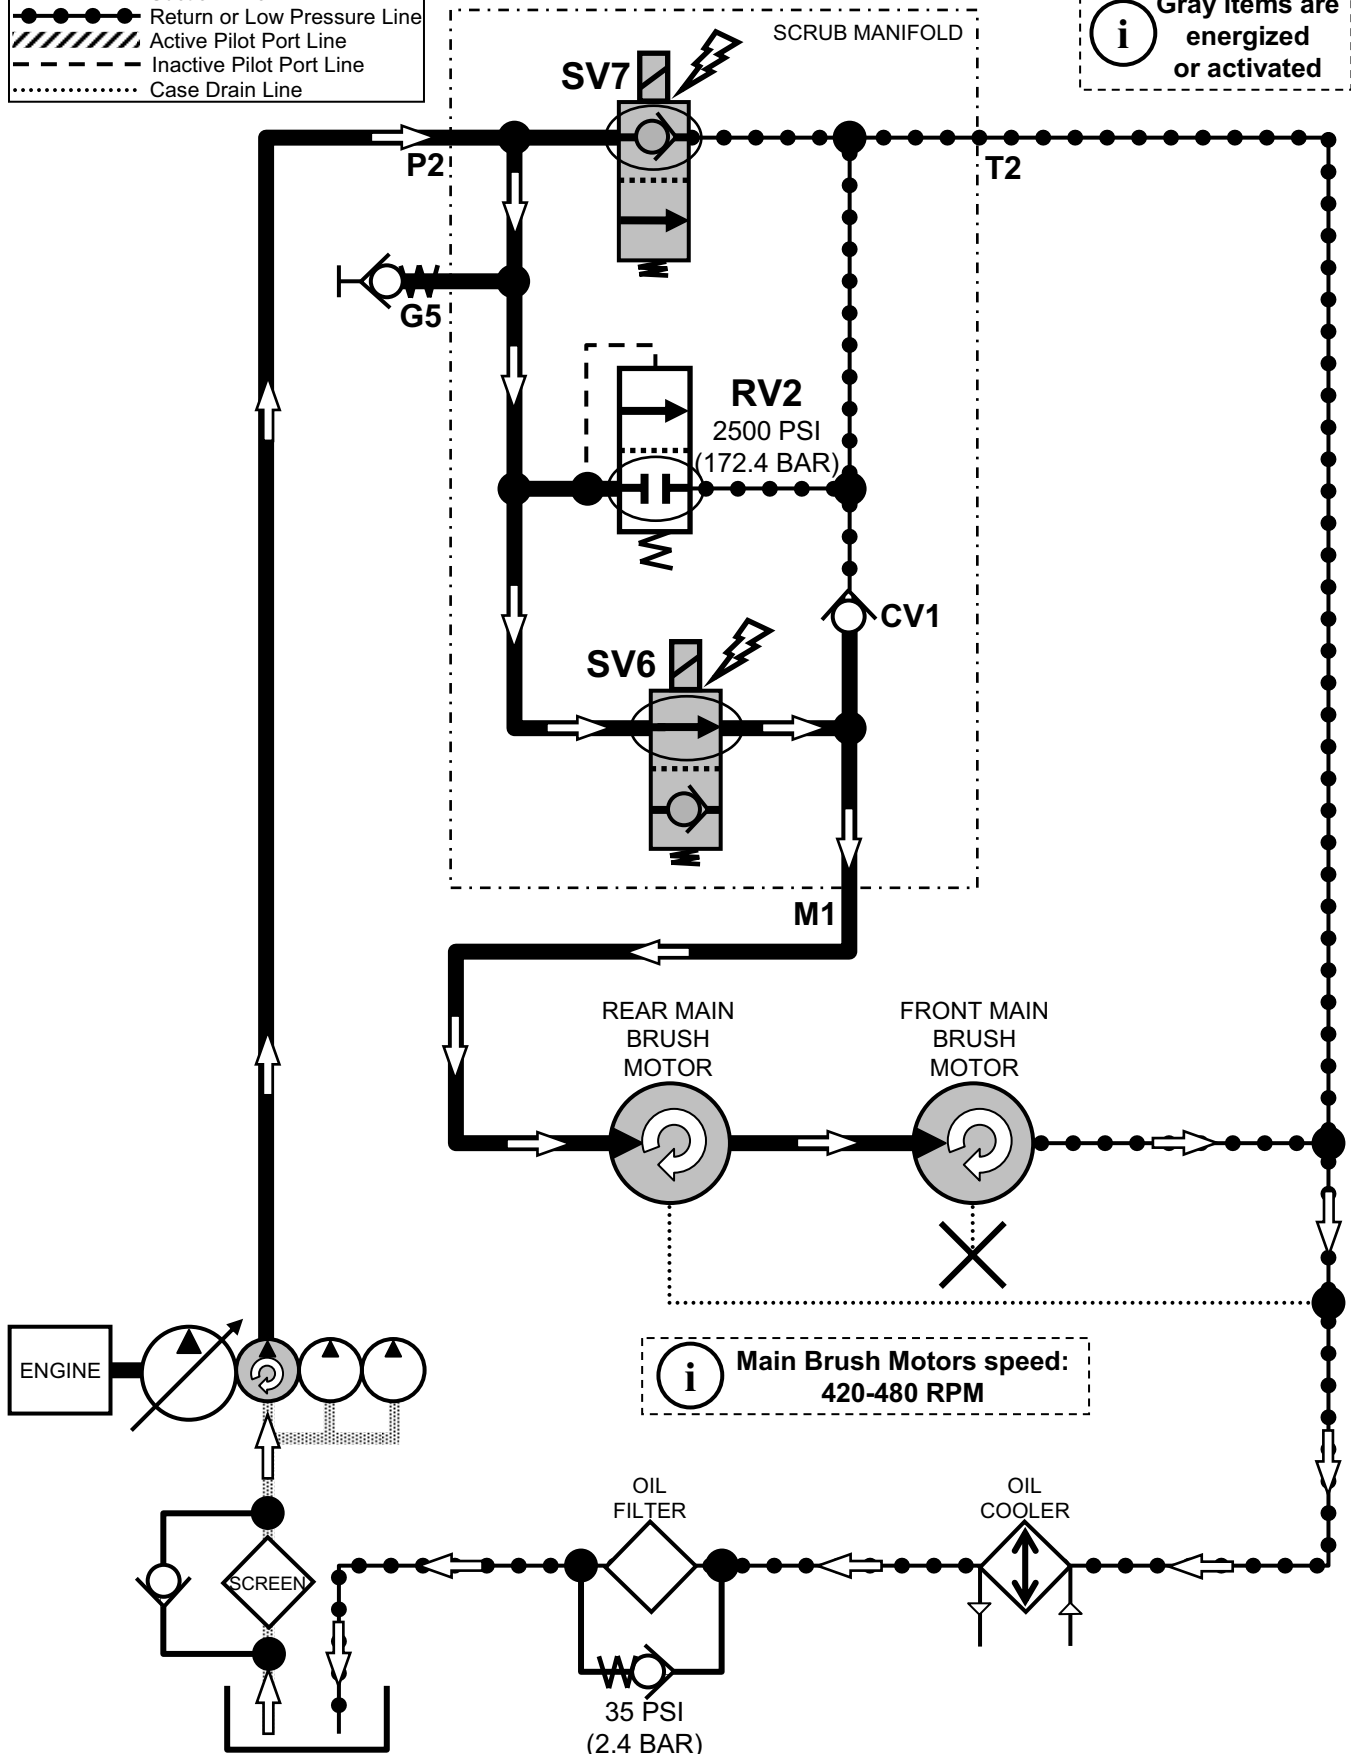 Return or Low Pressure Line
Active Pilot Port Line
Inactive Pilot Port Line
Case Drain Line
SCRUB MANIFOLD
Gray items are
energized
or activated
i
SV7
P2
T2
G5
RV2
2500 PSI
(172.4 BAR)
CV1
SV6
M1
REAR MAIN
BRUSH
MOTOR
FRONT MAIN
BRUSH
MOTOR
ENGINE
i
Main Brush Motors speed:
420-480 RPM
OIL
FILTER
OIL
COOLER
SCREEN
35 PSI
(2.4 BAR)